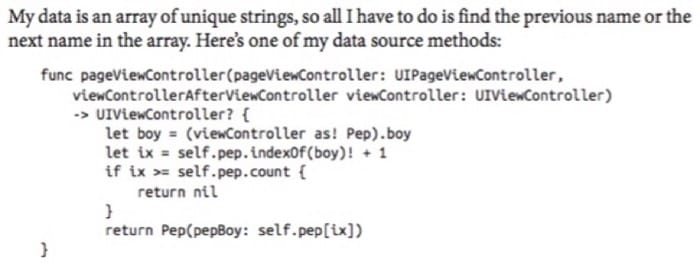 My data is an array of unique strings, so all I have to do is find the previous name or the
next name in the array. Here’s one of my data source methods:
func pageViewController(pageViewController: UIPageViewController,
viewControllerAfterViewController viewController: UIViewController)
-> UIViewController? {
let boy = (viewController as! Pep).boy
let ix = self.pep.indexOf(boy)! + 1
if ix >= self.pep.count {
return nil
}
return Pep(pepBoy: self.pep[ix])
}